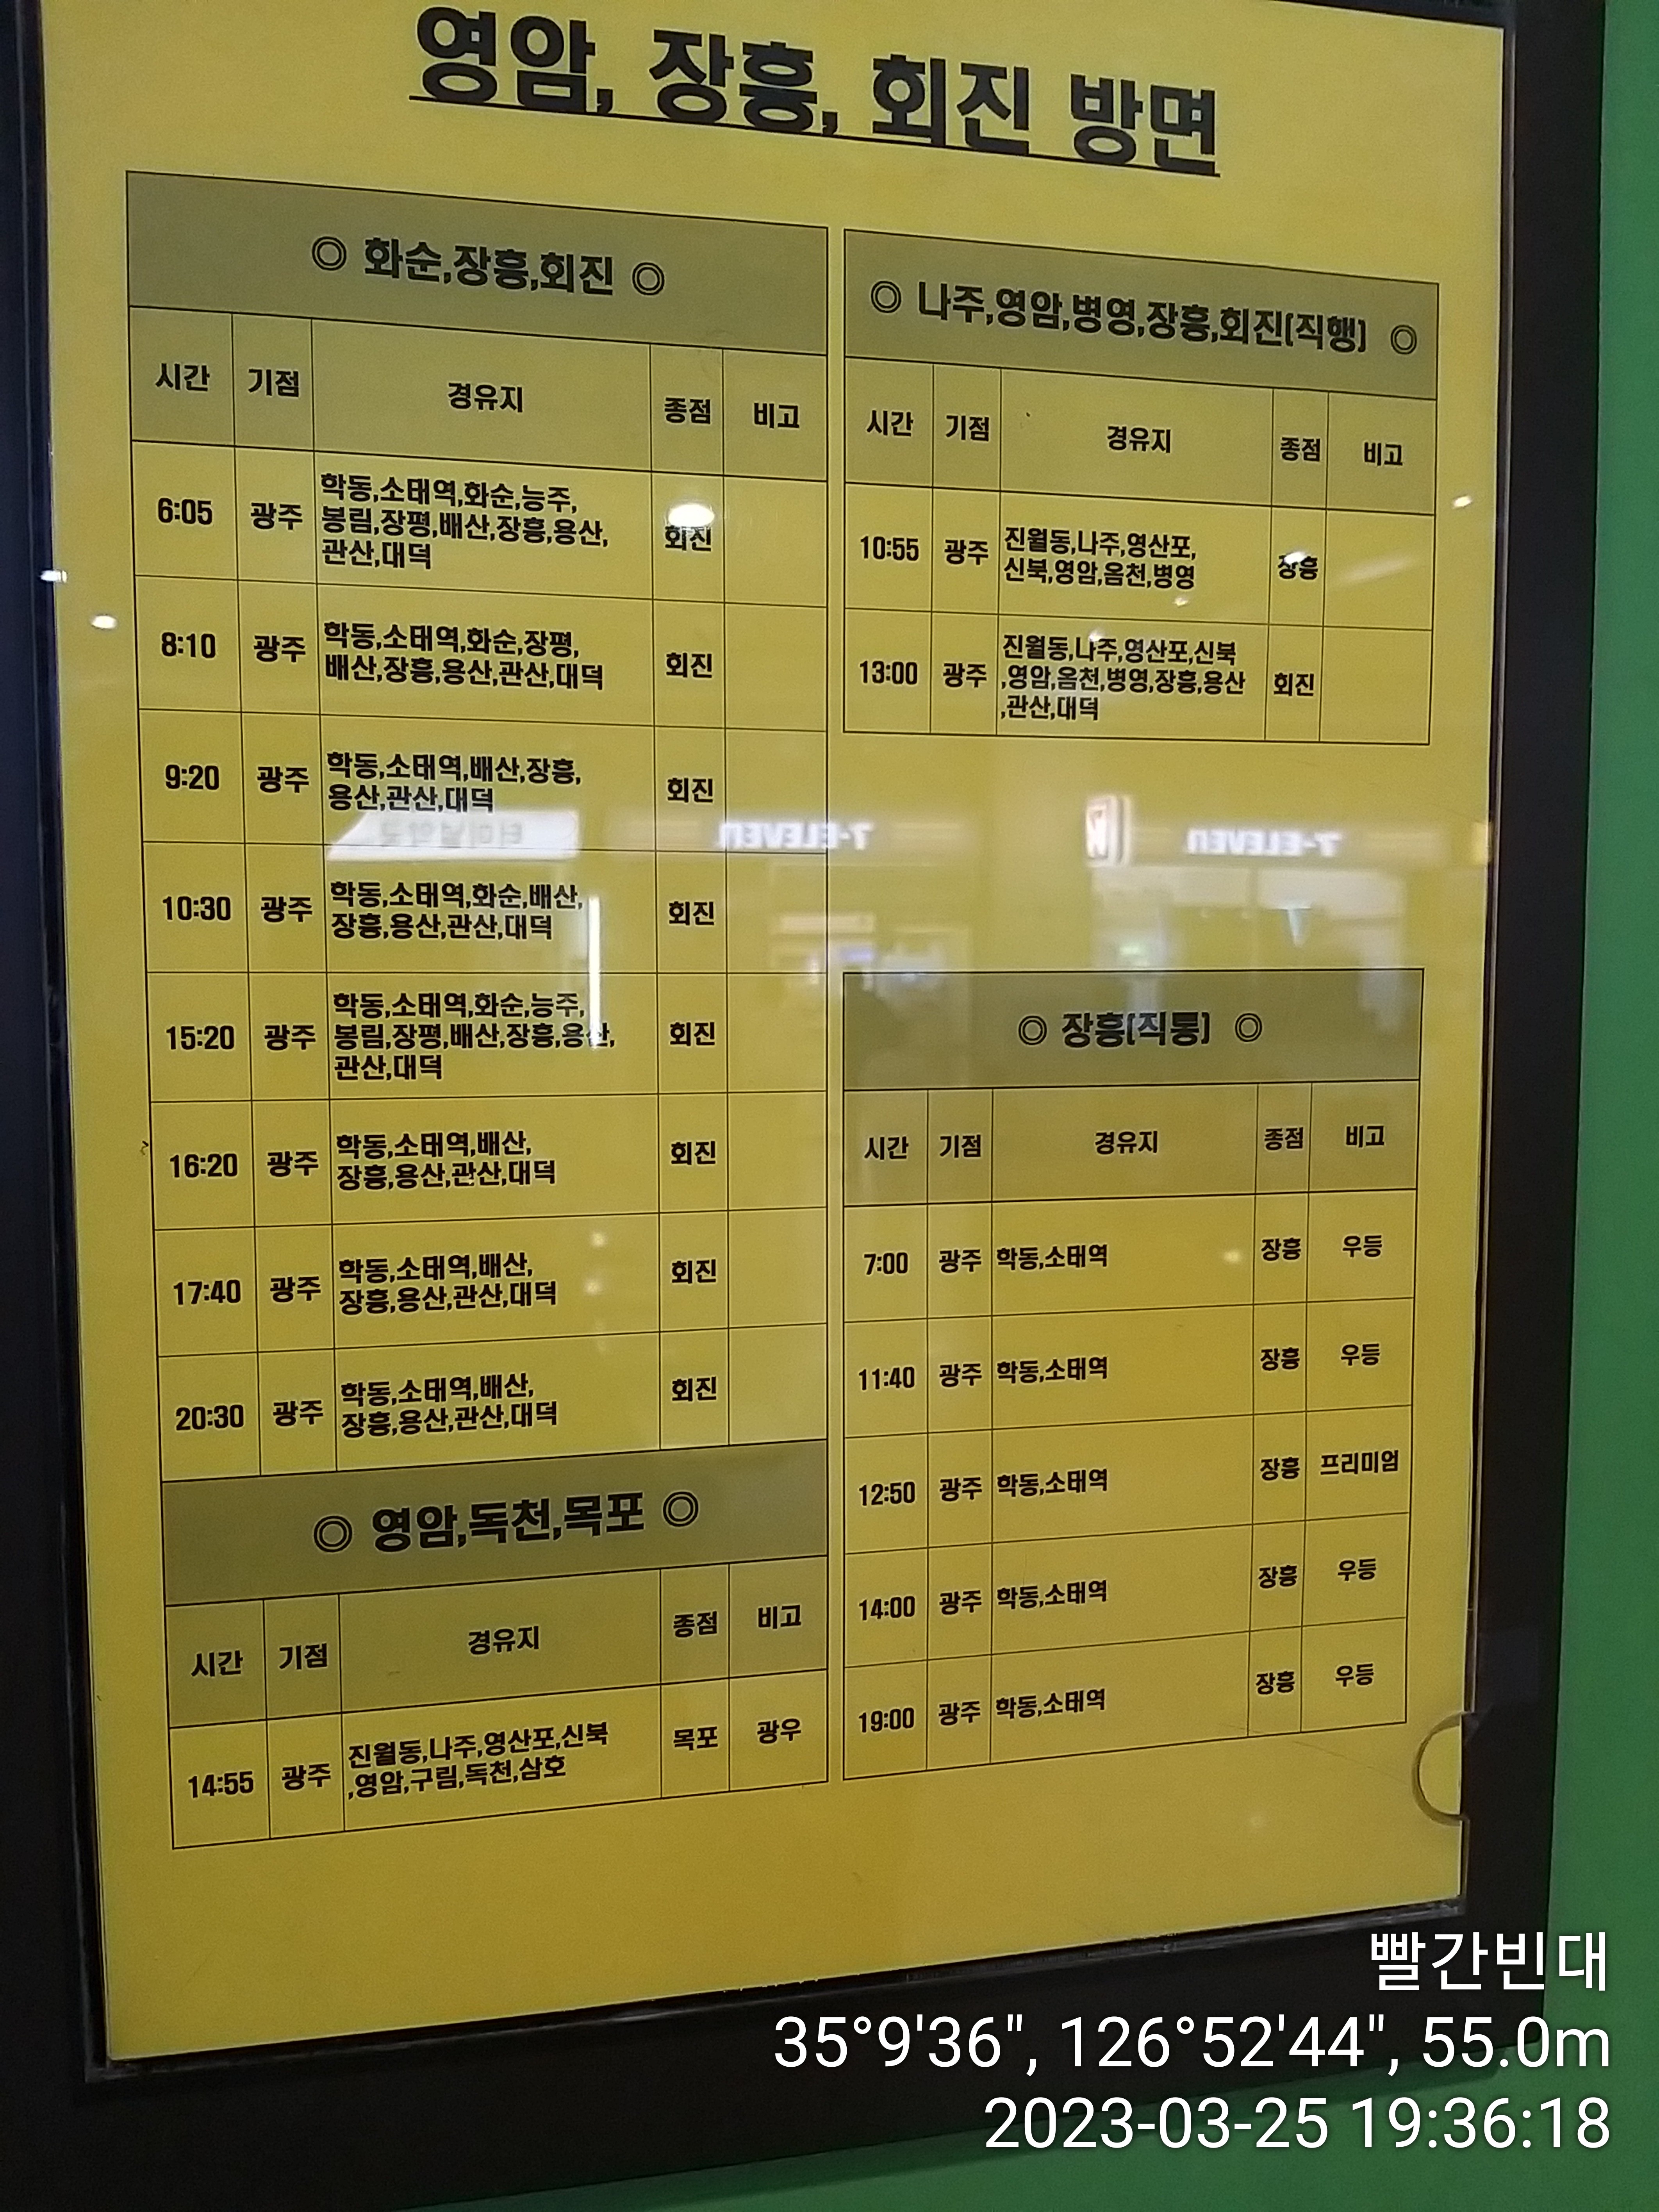 영암, 장흥, 회진 방면
◎ 화순,장흥,회진 ◎
시간 기점 경유지 종점 비고
6:05 광주 학동,소태역,화순,능주,
봉림,장평,배산,장흥,용산,
관산,대덕 회진
8:10 광주 학동,소태역,화순,장평,
배산,장흥,용산,관산,대덕 회진
9:20 광주 학동,소태역,배산,장흥,
용산,관산,대덕 회진
10:30 광주 학동,소태역,화순,배산,
장흥,용산,관산,대덕 회진
15:20 광주 학동,소태역,화순,능주,
봉림,장평,배산,장흥,용산,
관산,대덕 회진
16:20 광주 학동,소태역,배산,
장흥,용산,관산,대덕 회진
17:40 광주 학동,소태역,배산,
장흥,용산,관산,대덕 회진
20:30 광주 학동,소태역,배산,
장흥,용산,관산,대덕 회진
◎ 영암,독천,목포 ◎
시간 기점 경유지 종점 비고
14:55 광주 진월동,나주,영산포,신북
,영암,구림,독천,삼호 목포 광우
◎ 나주,영암,병영,장흥,회진(직행) ◎
시간 기점 경유지 종점 비고
10:55 광주 진월동,나주,영산포,
신북,영암,옴천,병영 장흥
13:00 광주 진월동,나주,영산포,신북
,영암,옴천,병영,장흥,용산
,관산,대덕 회진
7-ELEVEn
7-ELEVEn
◎ 장흥(직통) ◎
시간 기점 경유지 종점 비고
7:00 광주 학동,소태역 장흥 우등
11:40 광주 학동,소태역 장흥 우등
12:50 광주 학동,소태역 장흥 프리미엄
14:00 광주 학동,소태역 장흥 우등
19:00 광주 학동,소태역 장흥 우등
빨간빈대
35°9'36", 126°52'44", 55.0m
2023-03-25 19:36:18